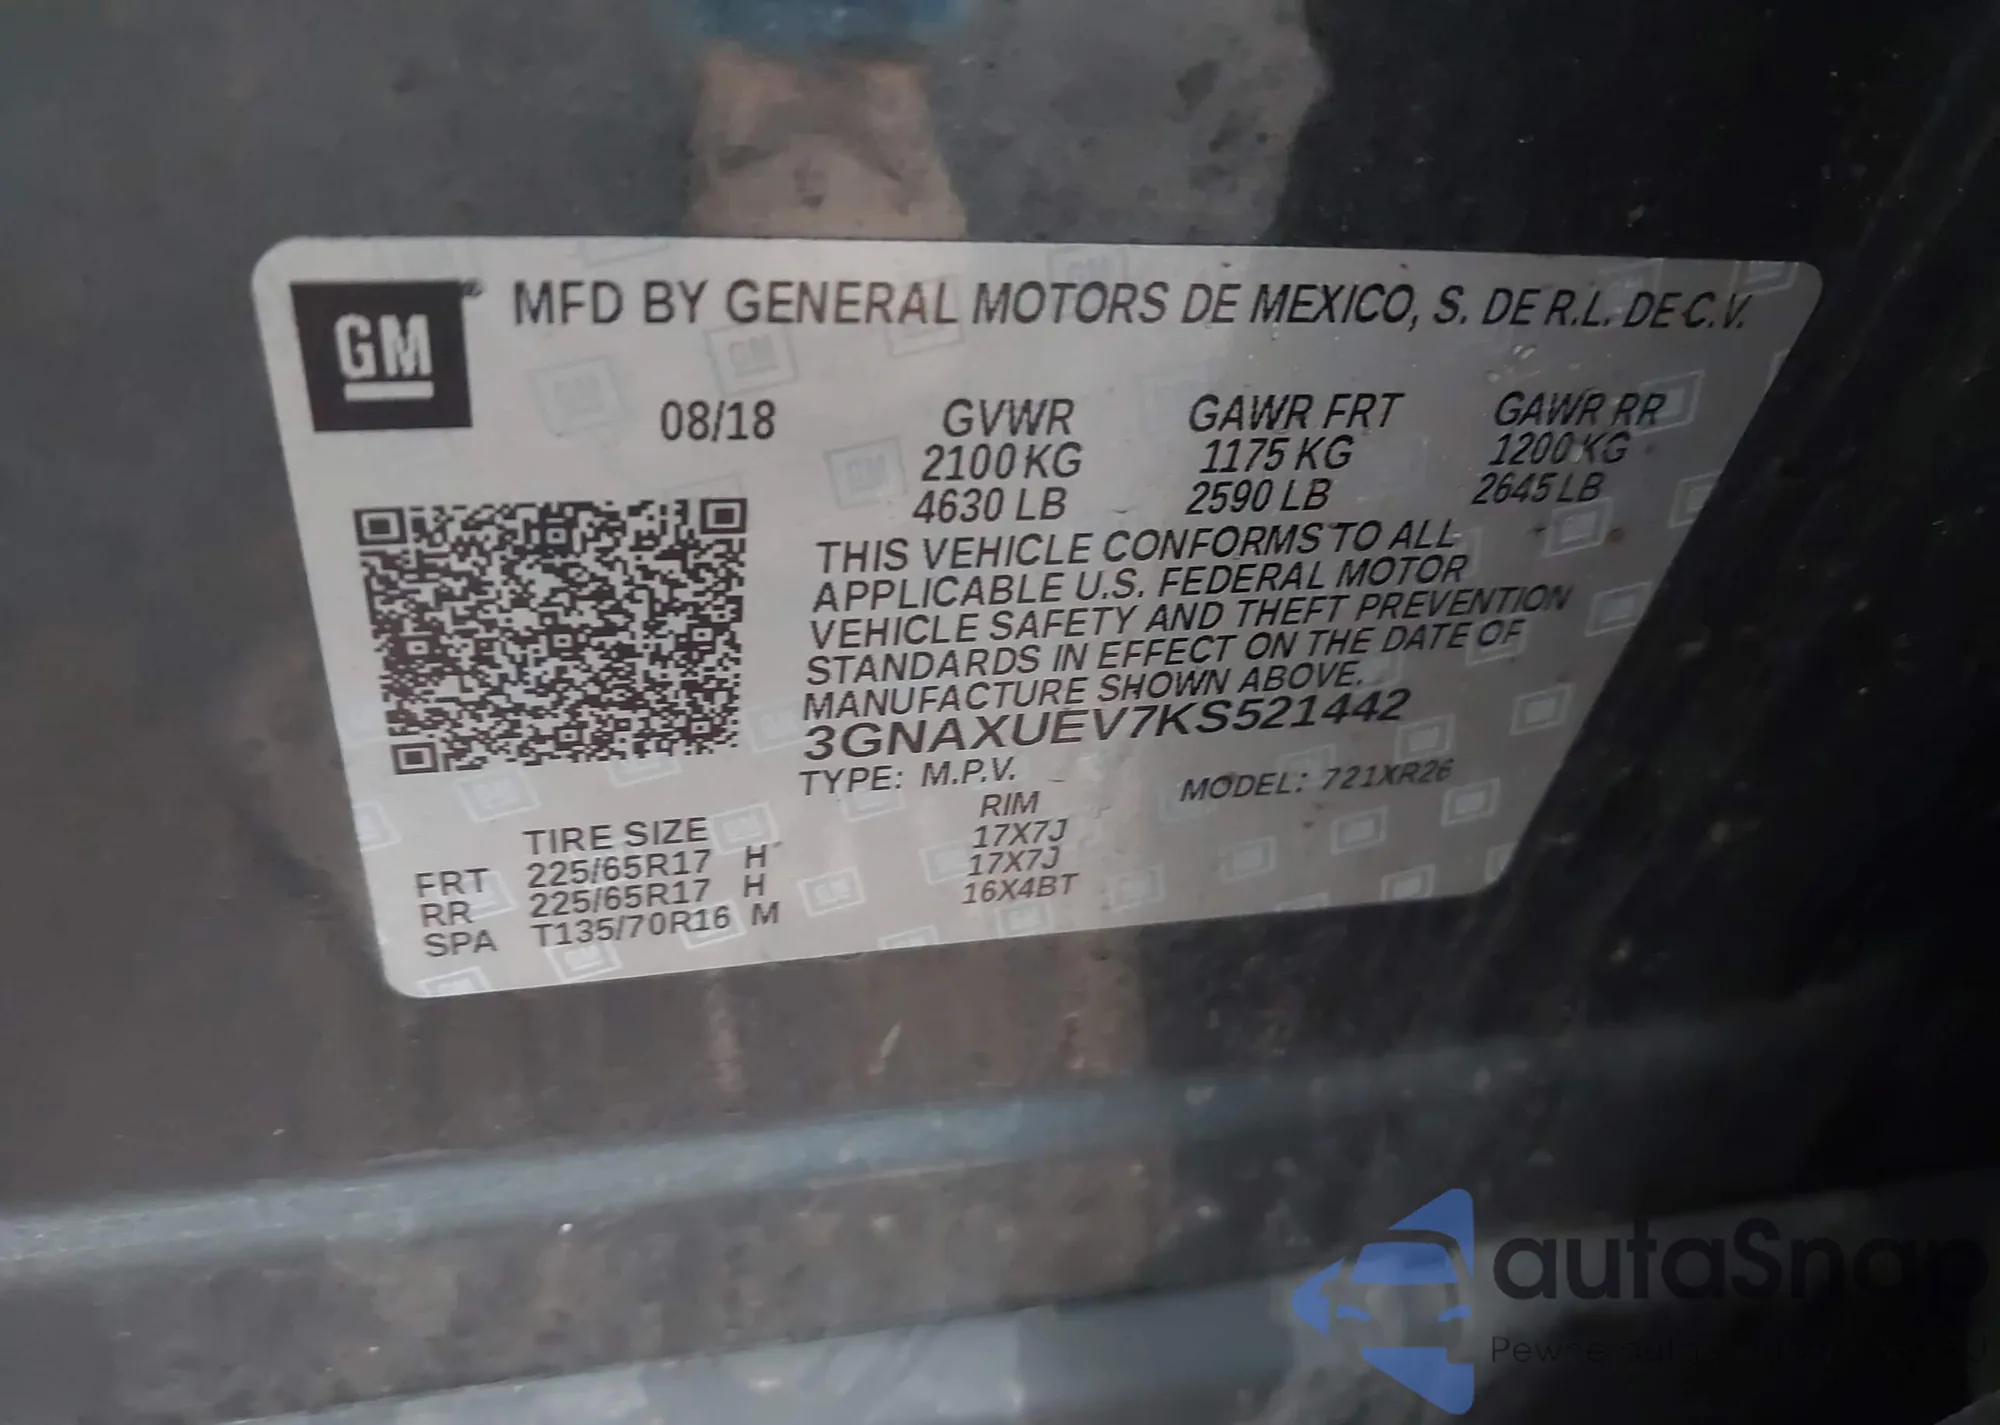 GM ® MFD BY GENERAL MOTORS DE MEXICO, S. DE R.L. DE C.V.
08/18 GVWR GAWR FRT GAWR RR
2100 KG 1175 KG 1200 KG
4630 LB 2590 LB 2645 LB
THIS VEHICLE CONFORMS TO ALL
APPLICABLE U.S. FEDERAL MOTOR
VEHICLE SAFETY AND THEFT PREVENTION
STANDARDS IN EFFECT ON THE DATE OF
MANUFACTURE SHOWN ABOVE.
3GNAXUEV7KS521442
TYPE: M.P.V. MODEL: 721XR26
TIRE SIZE RIM
FRT 225/65R17 H 17X7J
RR 225/65R17 H 17X7J
SPA T135/70R16 M 16X4BT
autaSnap
Pewne auta